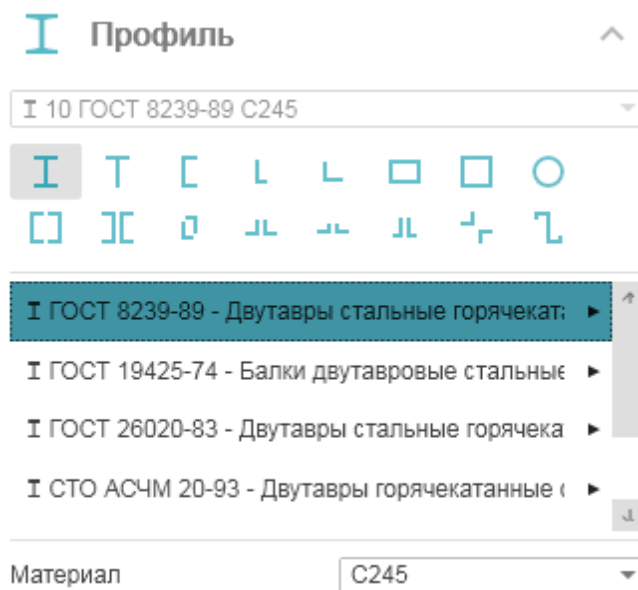 Профиль
I 10 ГОСТ 8239-89 С245
I ГОСТ 8239-89 - Двутавры стальные горячекат
I ГОСТ 19425-74 - Балки двутавровые стальные
I ГОСТ 26020-83 - Двутавры стальные горячека
I СТО АСЧМ 20-93 - Двутавры горячекатанные
Материал
С245